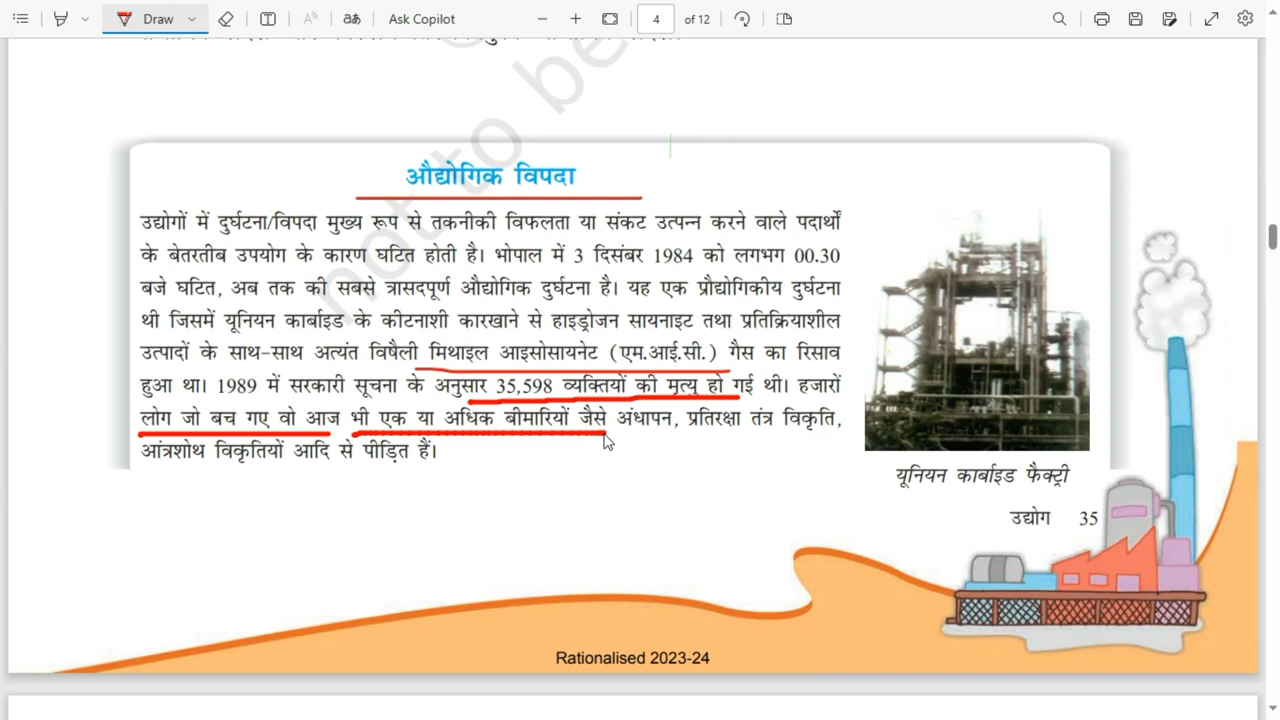 Draw
Ask Copilot
4 of 12
not to be
औद्योगिक विपदा
उद्योगों में दुर्घटना/विपदा मुख्य रूप से तकनीकी विफलता या संकट उत्पन्न करने वाले पदार्थों
के बेतरतीब उपयोग के कारण घटित होती है। भोपाल में 3 दिसंबर 1984 को लगभग 00.30
बजे घटित, अब तक की सबसे त्रासदपूर्ण औद्योगिक दुर्घटना है। यह एक प्रौद्योगिकीय दुर्घटना
थी जिसमें यूनियन कार्बाइड के कीटनाशी कारखाने से हाइड्रोजन सायनाइट तथा प्रतिक्रियाशील
उत्पादों के साथ-साथ अत्यंत विषैली मिथाइल आइसोसायनेट (एम.आई.सी.) गैस का रिसाव
हुआ था। 1989 में सरकारी सूचना के अनुसार 35,598 व्यक्तियों की मृत्यु हो गई थी। हजारों
लोग जो बच गए वो आज भी एक या अधिक बीमारियों जैसे अंधापन, प्रतिरक्षा तंत्र विकृति,
आंत्रशोथ विकृतियों आदि से पीड़ित हैं।
यूनियन कार्बाइड फैक्ट्री
उद्योग 35
Rationalised 2023-24